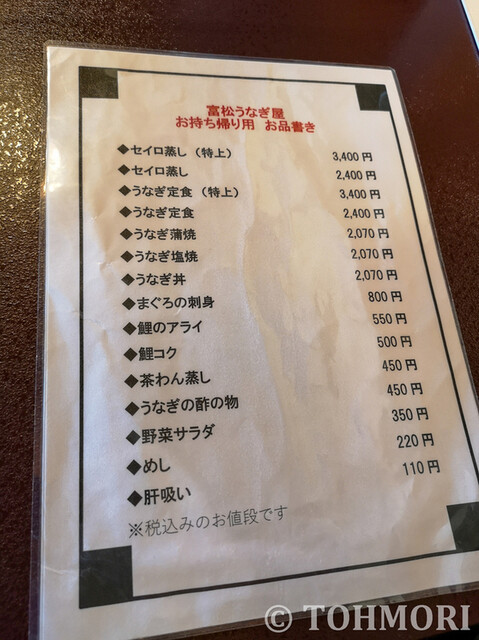 富松うなぎ屋
お持ち帰り用 お品書き
◆セイロ蒸し（特上） 3,400円
◆セイロ蒸し 2,400円
◆うなぎ定食（特上） 3,400円
◆うなぎ定食 2,400円
◆うなぎ蒲焼 2,070円
◆うなぎ塩焼 2,070円
◆うなぎ丼 2,070円
◆まぐろの刺身 800円
◆鯉のアライ 550円
◆鯉コク 500円
◆茶わん蒸し 450円
◆うなぎの酢の物 450円
◆野菜サラダ 350円
◆めし 220円
◆肝吸い 110円
※税込みのお値段です
© TOHMORI